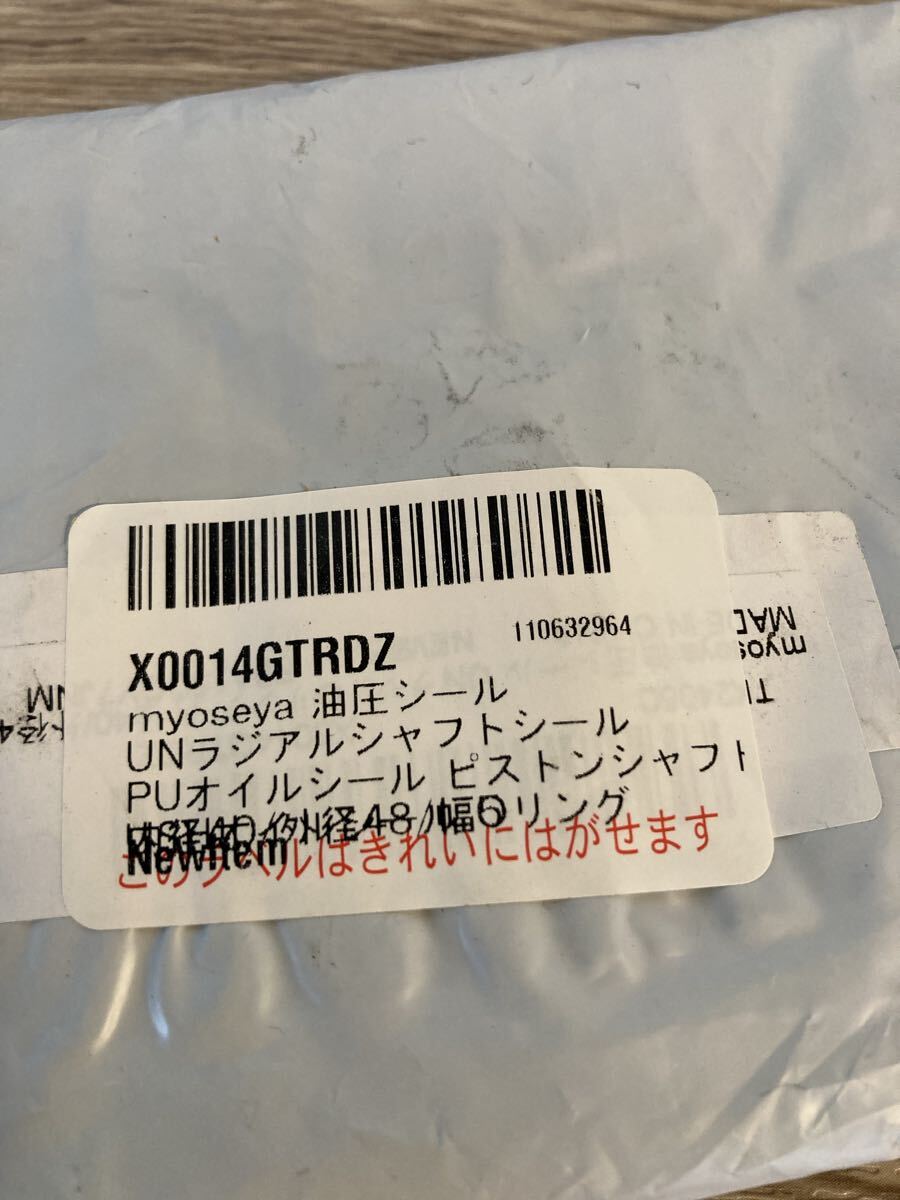 X0014GTRDZ
110632964
myoseya 油圧シール
UNラジアルシャフトシール
PUオイルシール ピストンシャフト
外径48/幅 リング
NewItem
このラベルはきれいにはがせます
myos
MAD